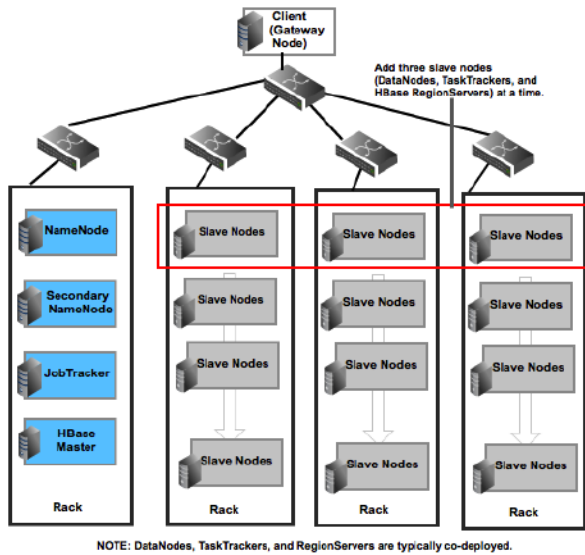 Client
(Gateway
Node)
Add three slave nodes
(DataNodes, TaskTrackers, and
HBase RegionServers) at a time.
NameNode
Secondary
NameNode
JobTracker
HBase
Master
Rack
Slave Nodes
Slave Nodes
Slave Nodes
Slave Nodes
Rack
Slave Nodes
Slave Nodes
Slave Nodes
Slave Nodes
Rack
Slave Nodes
Slave Nodes
Slave Nodes
Slave Nodes
Rack
NOTE: DataNodes, TaskTrackers, and RegionServers are typically co-deployed.